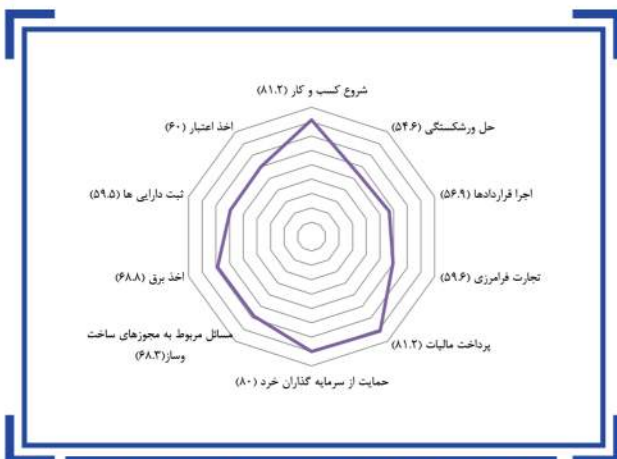 شروع کسب و کار (۸۱.۲)
حل ورشکستگی (۵۴.۶)
اخذ اعتبار (۶۰)
اجرا قراردادها (۵۶.۹)
ثبت دارایی ها (۵۹.۵)
تجارت فرامرزی (۵۹.۶)
اخذ برق (۶۸.۸)
پرداخت مالیات (۸۱.۲)
مسائل مربوط به مجوزهای ساخت
وساز(۶۸.۳)
حمایت از سرمایه گذاران خرد (۸۰)